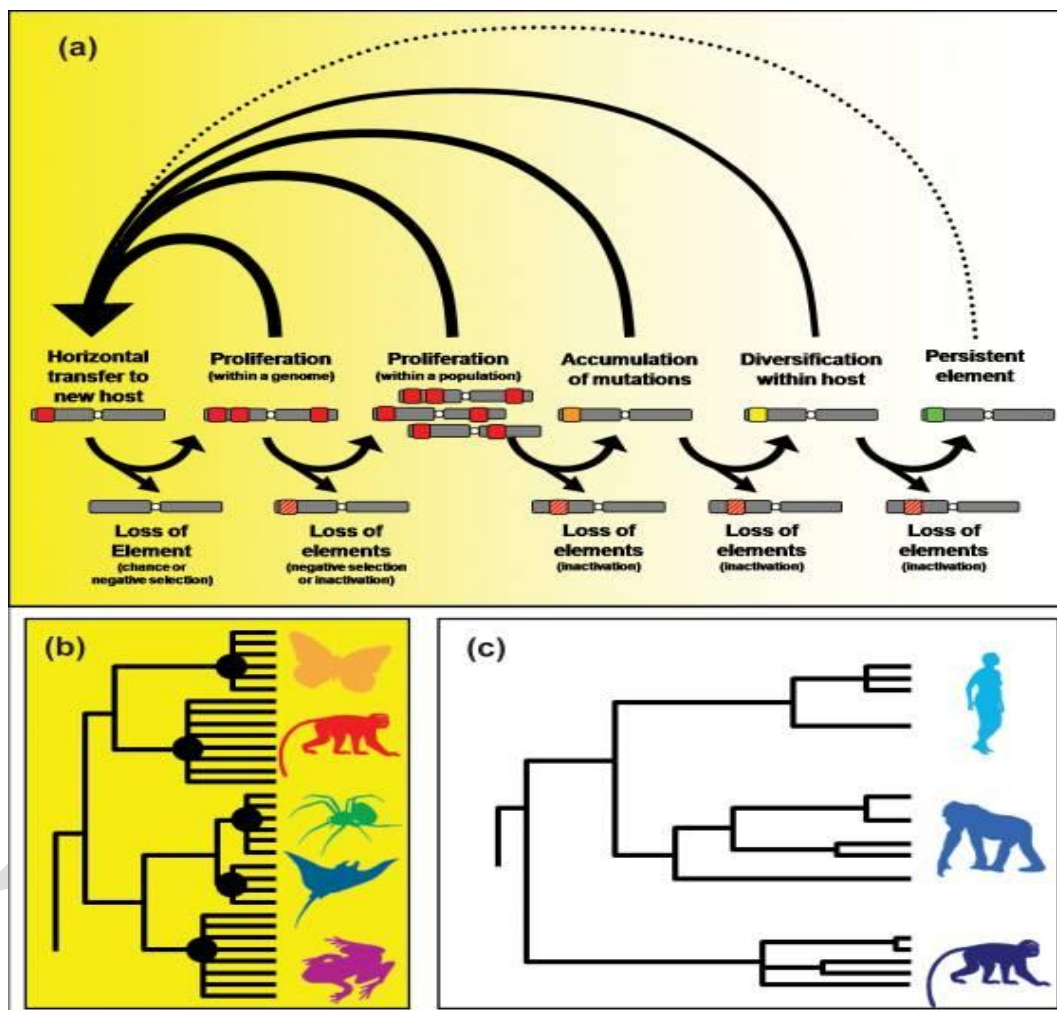 (a)
Horizontal
transfer to
new host
Proliferation
(within a genome)
Proliferation
(within a population)
Accumulation
of mutations
Diversification
within host
Persistent
element
Loss of
Element
(chance or
negative selection)
Loss of
elements
(negative selection
or inactivation)
Loss of
elements
(inactivation)
Loss of
elements
(inactivation)
Loss of
elements
(inactivation)
(b)
(c)